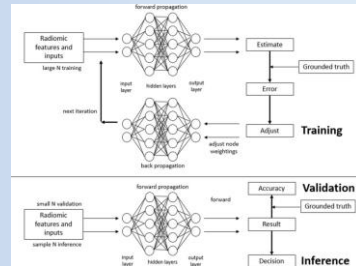 forward propagation
Radiomic
features and
inputs
large N training
Estimate
Grounded truth
input
layer
hidden layers
output
layer
Error
next iteration
Adjust
Training
adjust node
weightings
back propagation
forward propagation
Accuracy
Validation
small N validation
forward
Grounded truth
Radiomic
features and
inputs
Result
sample N inference
input
layer
hidden layers
output
layer
Decision
Inference